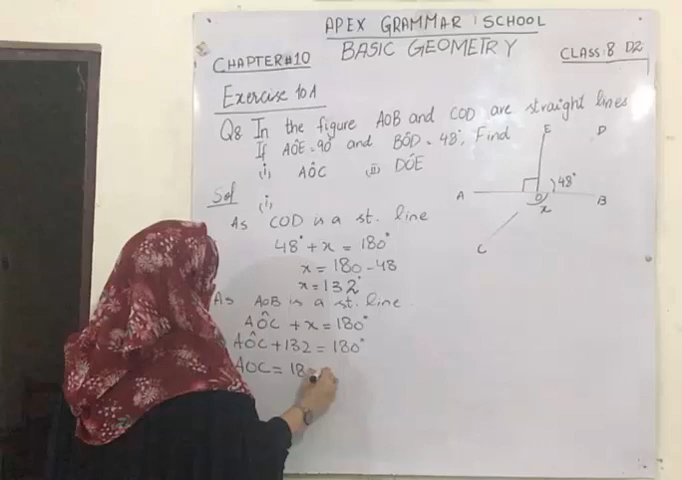 APEX GRAMMAR SCHOOL
CHAPTER#10
BASIC GEOMETRY
CLASS:8 D2
Exercise 10A
Q8 In the figure AOB and COD are straight lines
If AÔE = 90° and BÔD = 48°, Find
(i) AÔC (ii) DÔE
Sol (i)
As COD is a st. line
48° + x = 180°
x = 180 - 48
x = 132°
As AOB is a st. line
AÔC + x = 180°
AÔC + 132 = 180°
AOC = 18
E
D
48°
A
O
B
x
C